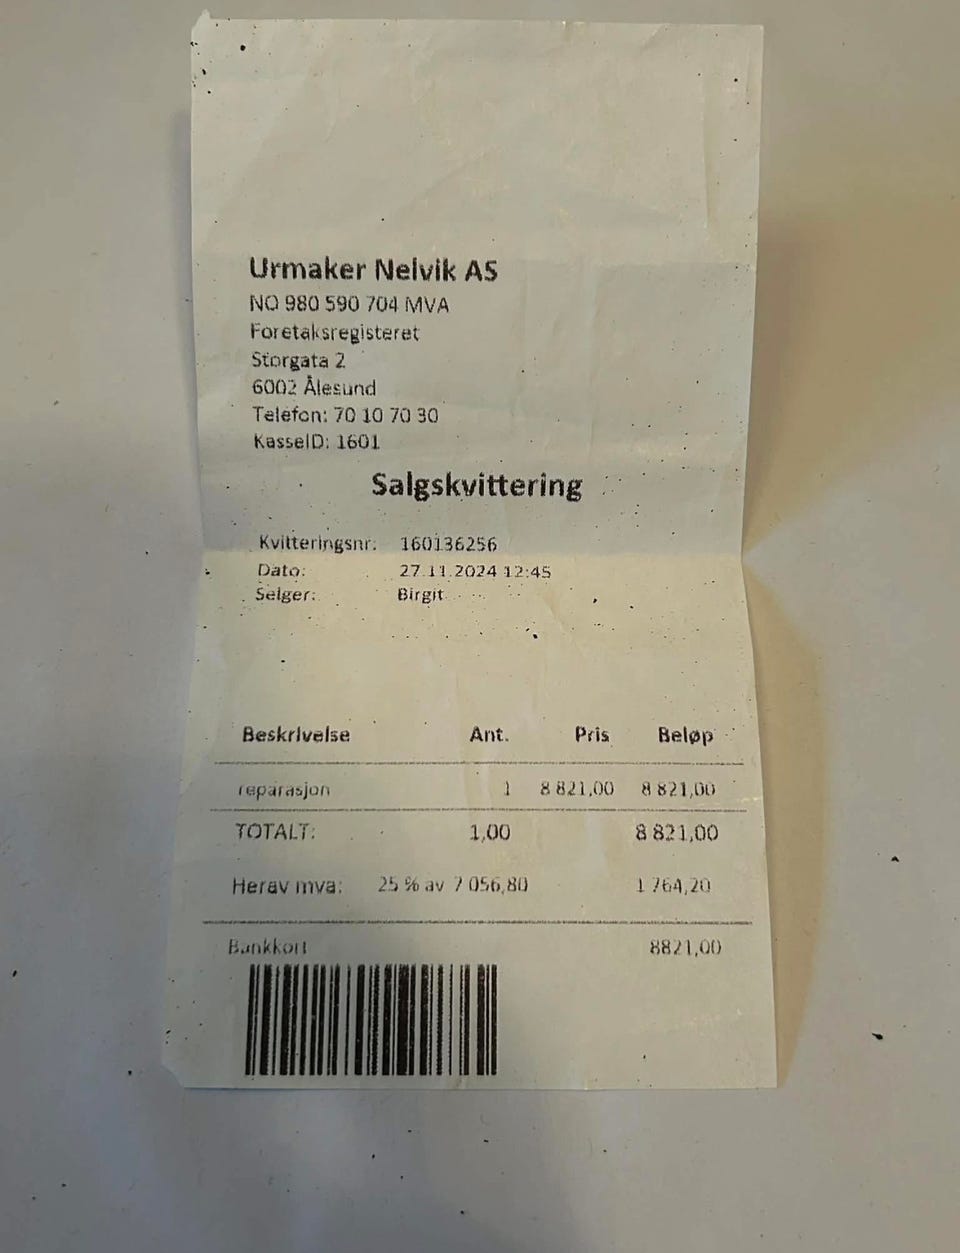 Urmaker Nelvik AS
NO 980 590 704 MVA
Foretaksregisteret
Storgata 2
6002 Ålesund
Telefon: 70 10 70 30
KasseID: 1601
Salgskvittering
Kvitteringsnr: 160136256
Dato: 27.11.2024 12:45
Selger: Birgit
Beskrivelse Ant. Pris Beløp
reparasjon 1 8 821,00 8 821,00
TOTALT: 1,00 8 821,00
Herav mva: 25 % av 7 056,80 1 764,20
Bankkort 8821,00